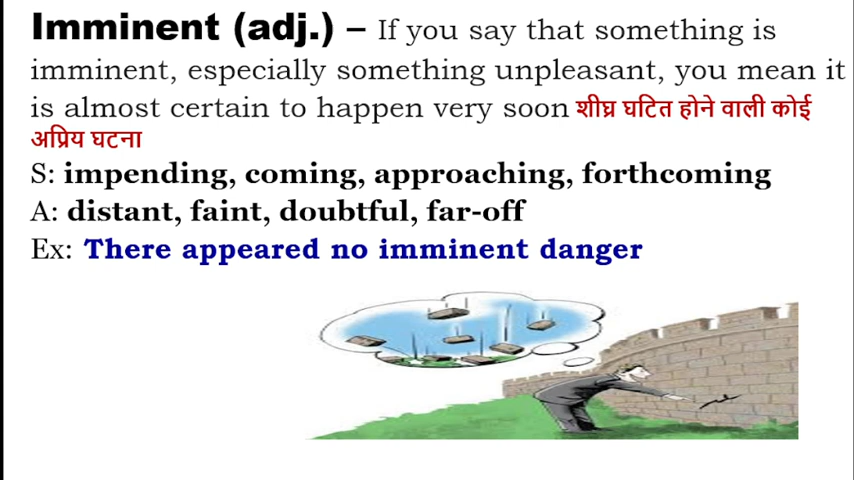 Imminent (adj.) – If you say that something is
imminent, especially something unpleasant, you mean it
is almost certain to happen very soon शीघ्र घटित होने वाली कोई
अप्रिय घटना
S: impending, coming, approaching, forthcoming
A: distant, faint, doubtful, far-off
Ex: There appeared no imminent danger